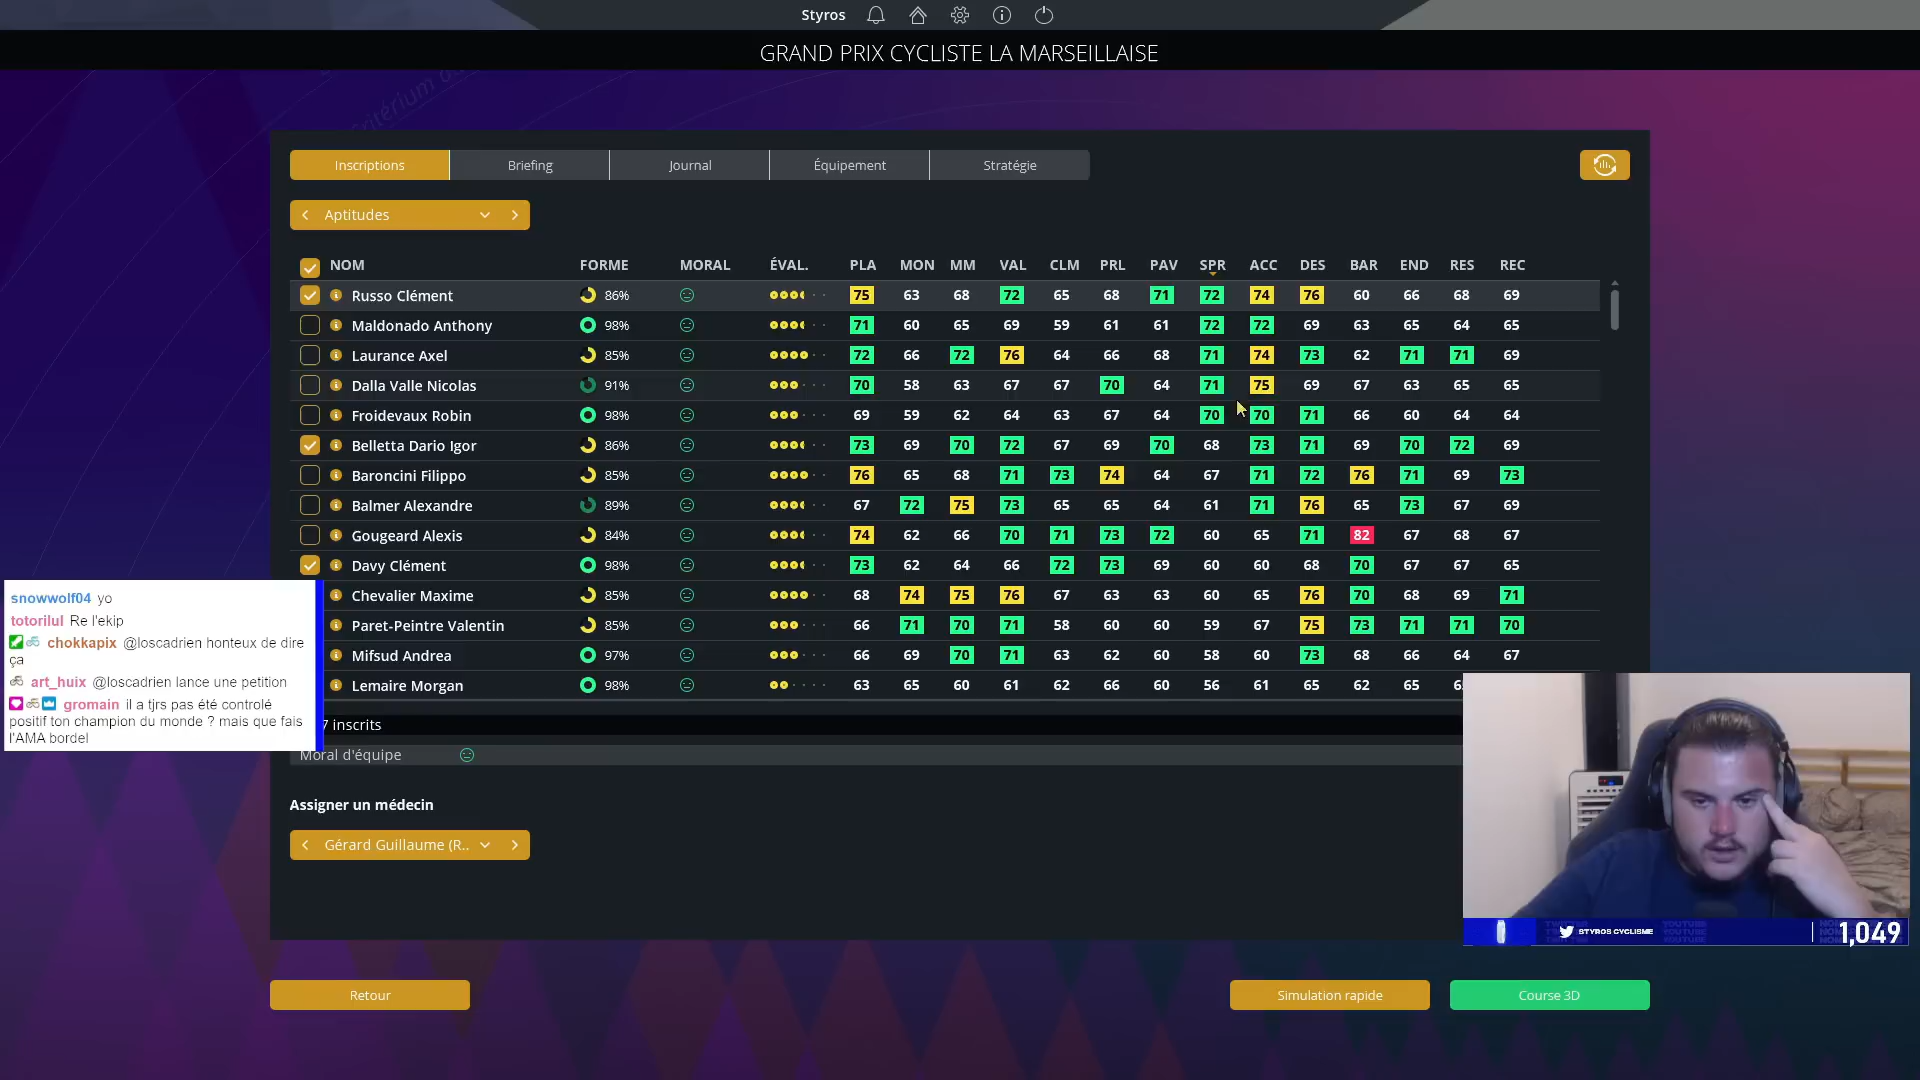 Styros
GRAND PRIX CYCLISTE LA MARSEILLAISE
Inscriptions Briefing Journal Équipement Stratégie
Aptitudes
NOM FORME MORAL ÉVAL. PLA MON MM VAL CLM PRL PAV SPR ACC DES BAR END RES REC
Russo Clément 86% 75 63 68 72 65 68 71 72 74 76 60 66 68 69
Maldonado Anthony 98% 71 60 65 69 59 61 61 72 72 69 63 65 64 65
Laurance Axel 85% 72 66 72 76 64 66 68 71 74 73 62 71 71 69
Dalla Valle Nicolas 91% 70 58 63 67 67 70 64 71 75 69 67 63 65 65
Froidevaux Robin 98% 69 59 62 64 63 67 64 70 70 71 66 60 64 64
Belletta Dario Igor 86% 73 69 70 72 67 69 70 68 73 71 69 70 72 69
Baroncini Filippo 85% 76 65 68 71 73 74 64 67 71 72 76 71 69 73
Balmer Alexandre 89% 67 72 75 73 65 65 64 61 71 76 65 73 67 69
Gougeard Alexis 84% 74 62 66 70 71 73 72 60 65 71 82 67 68 67
Davy Clément 98% 73 62 64 66 72 73 69 60 60 68 70 67 67 65
Chevalier Maxime 85% 68 74 75 76 67 63 63 60 65 76 70 68 69 71
Paret-Peintre Valentin 85% 66 71 70 71 58 60 60 59 67 75 73 71 71 70
Mifsud Andrea 97% 66 69 70 71 63 62 60 58 60 73 68 66 64 67
Lemaire Morgan 98% 63 65 60 61 62 66 60 56 61 65 62 65
7 inscrits
Moral d'équipe
Assigner un médecin
Gérard Guillaume (R..
Retour Simulation rapide Course 3D
snowwolf04 yo
totorilul Re l'ekip
chokkapix @loscadrien honteux de dire
ça
art_huix @loscadrien lance une petition
gromain il a tjrs pas été controlé
positif ton champion du monde ? mais que fais
l'AMA bordel
STYROS CYCLISME
1,049